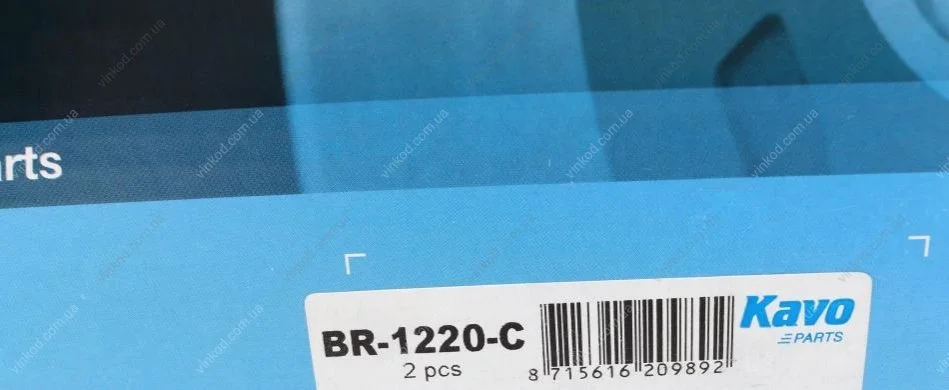 arts
BR-1220-C
2 pcs
8 715616 209892
Kavo
PARTS
vinkod.com.ua